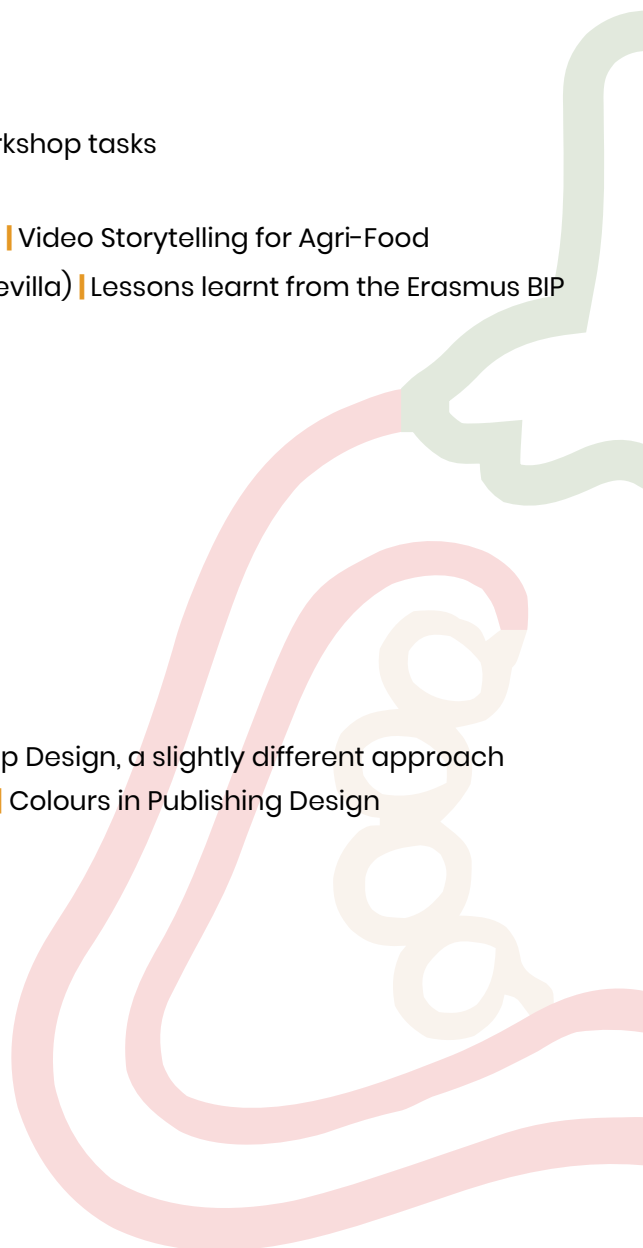 rkshop tasks
| Video Storytelling for Agri-Food
evilla) | Lessons learnt from the Erasmus BIP
p Design, a slightly different approach
| Colours in Publishing Design